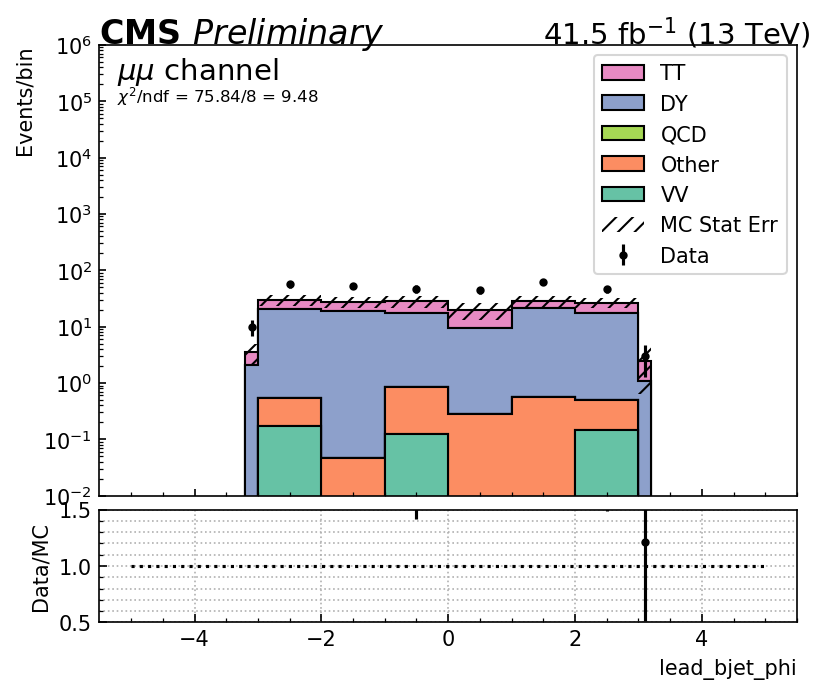 CMS Preliminary 41.5 fb⁻¹ (13 TeV)
μμ channel
χ²/ndf = 75.84/8 = 9.48
TT
DY
QCD
Other
VV
MC Stat Err
Data
Events/bin
10⁶
10⁵
10⁴
10³
10²
10¹
10⁰
10⁻¹
10⁻²
Data/MC
1.5
1.0
0.5
−4 −2 0 2 4
lead_bjet_phi